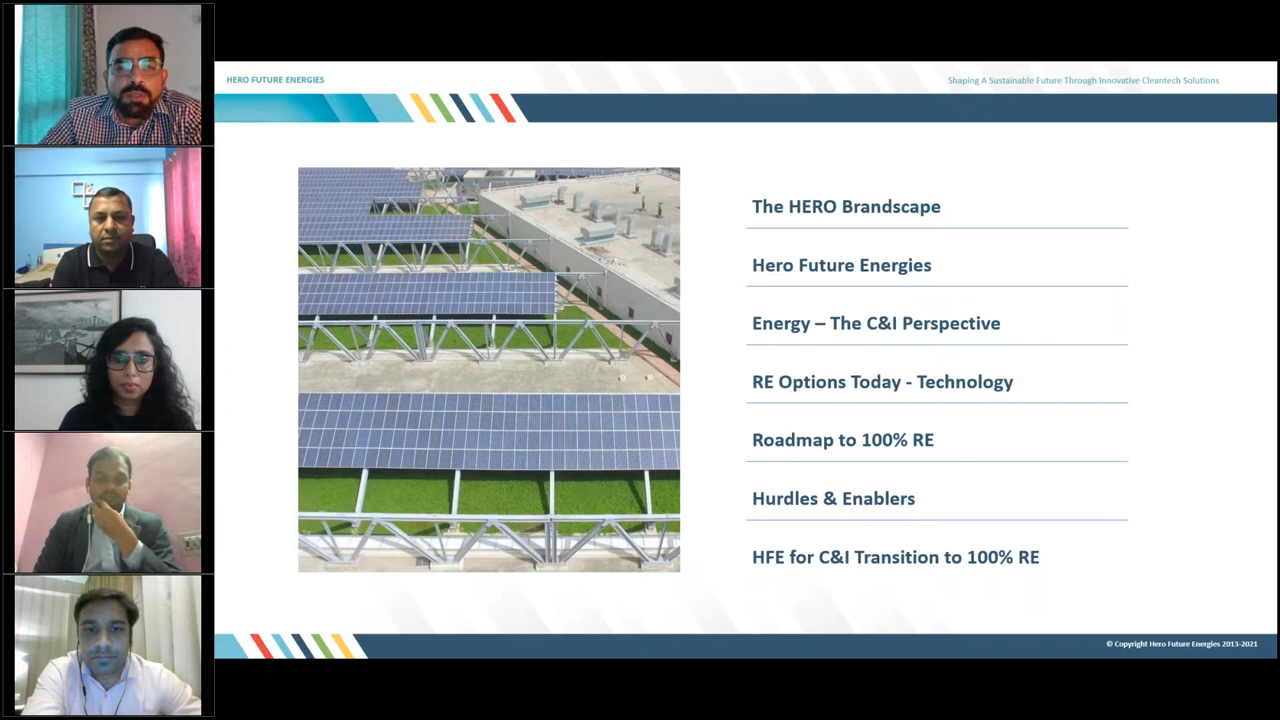 HERO FUTURE ENERGIES
Shaping A Sustainable Future Through Innovative Cleantech Solutions
The HERO Brandscape
Hero Future Energies
Energy – The C&I Perspective
RE Options Today - Technology
Roadmap to 100% RE
Hurdles & Enablers
HFE for C&I Transition to 100% RE
© Copyright Hero Future Energies 2013-2021